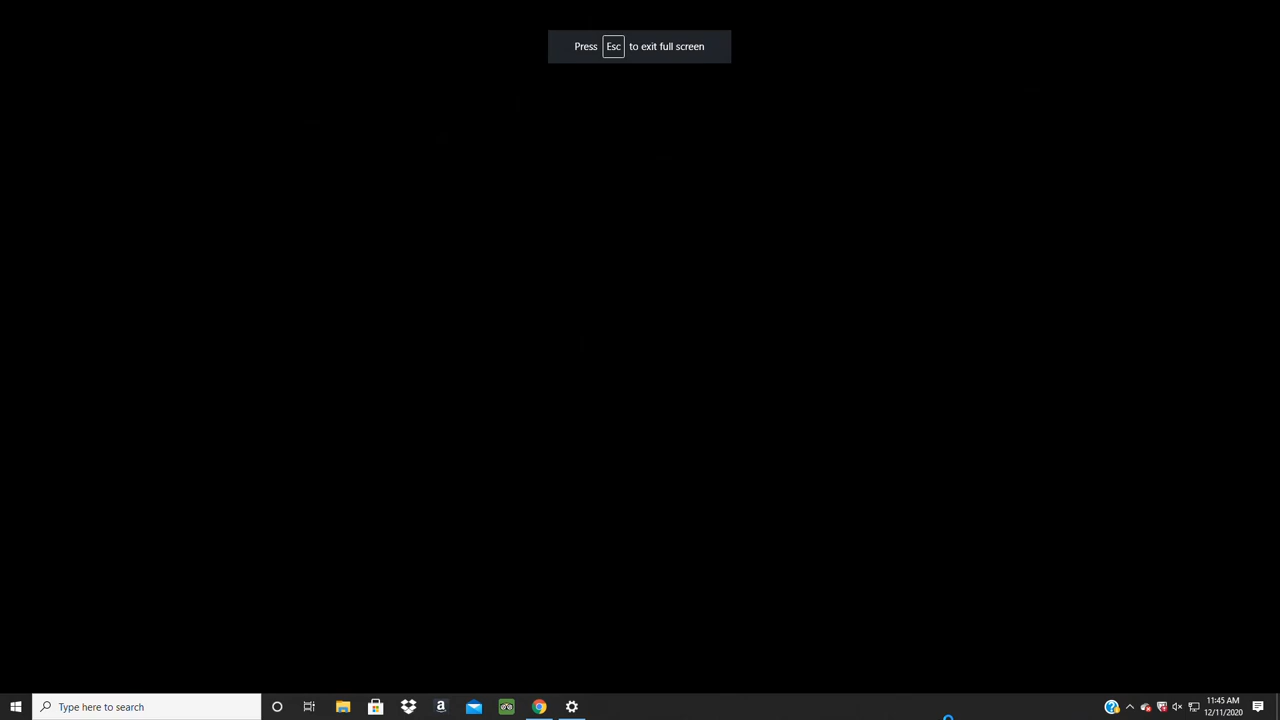 Press Esc to exit full screen
Type here to search
a
11:45 AM
12/11/2020